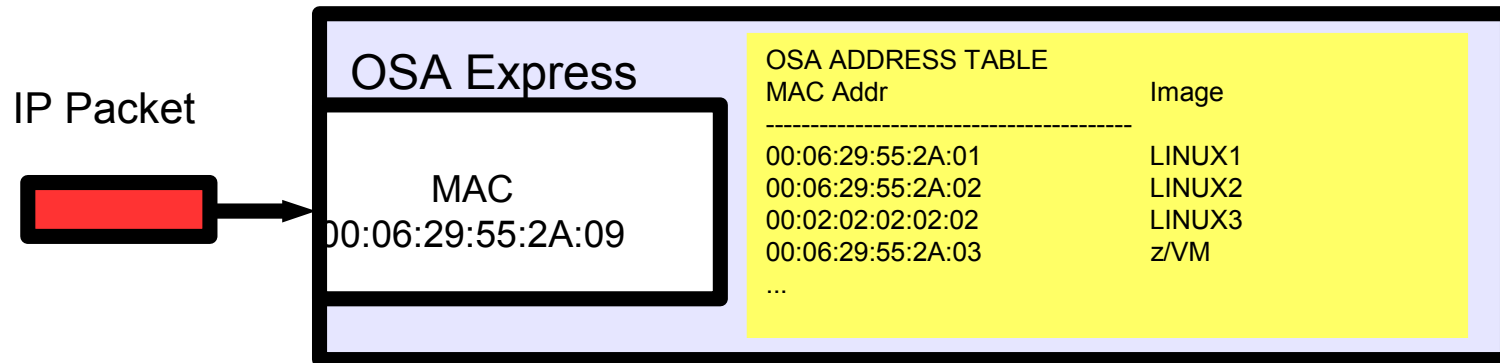 IP Packet
OSA Express
MAC
00:06:29:55:2A:09
OSA ADDRESS TABLE
MAC Addr Image
-----------------------------------------
00:06:29:55:2A:01 LINUX1
00:06:29:55:2A:02 LINUX2
00:02:02:02:02:02 LINUX3
00:06:29:55:2A:03 z/VM
...